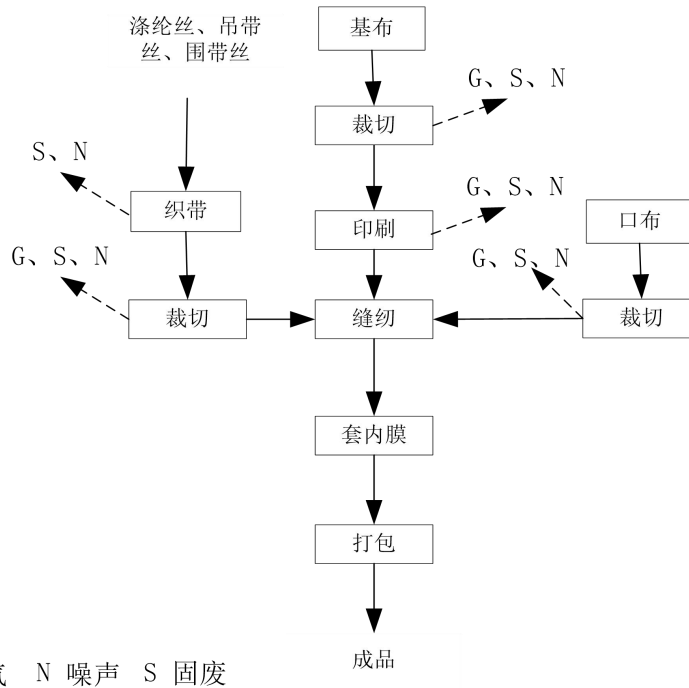 涤纶丝、吊带
丝、围带丝
基布
G、S、N
裁切
S、N
织带
G、S、N
印刷
口布
G、S、N
G、S、N
裁切
缝纫
裁切
套内膜
打包
成品
N 噪声 S 固废